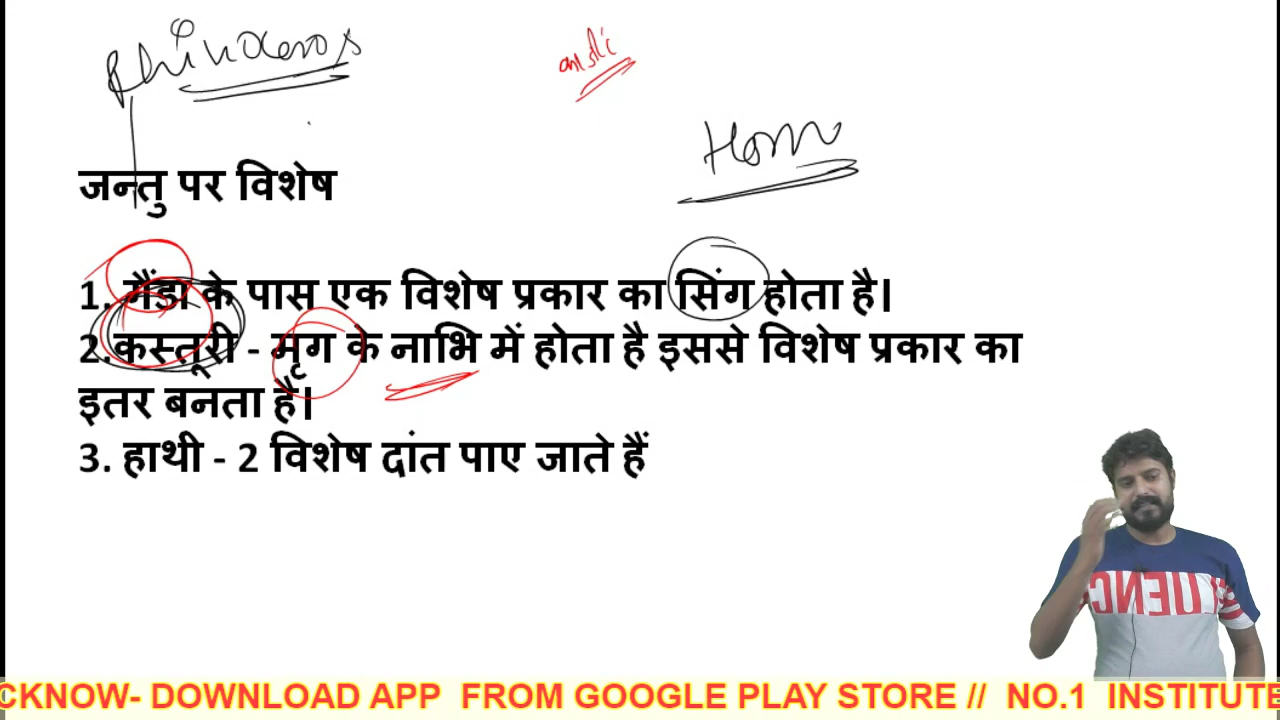 Rhinoceros
Horn
जन्तु पर विशेष
1. गैंडा के पास एक विशेष प्रकार का सिंग होता है।
2.कस्तूरी - मृग के नाभि में होता है इससे विशेष प्रकार का
इतर बनता है।
3. हाथी - 2 विशेष दांत पाए जाते हैं
CKNOW- DOWNLOAD APP FROM GOOGLE PLAY STORE // NO.1 INSTITUTE